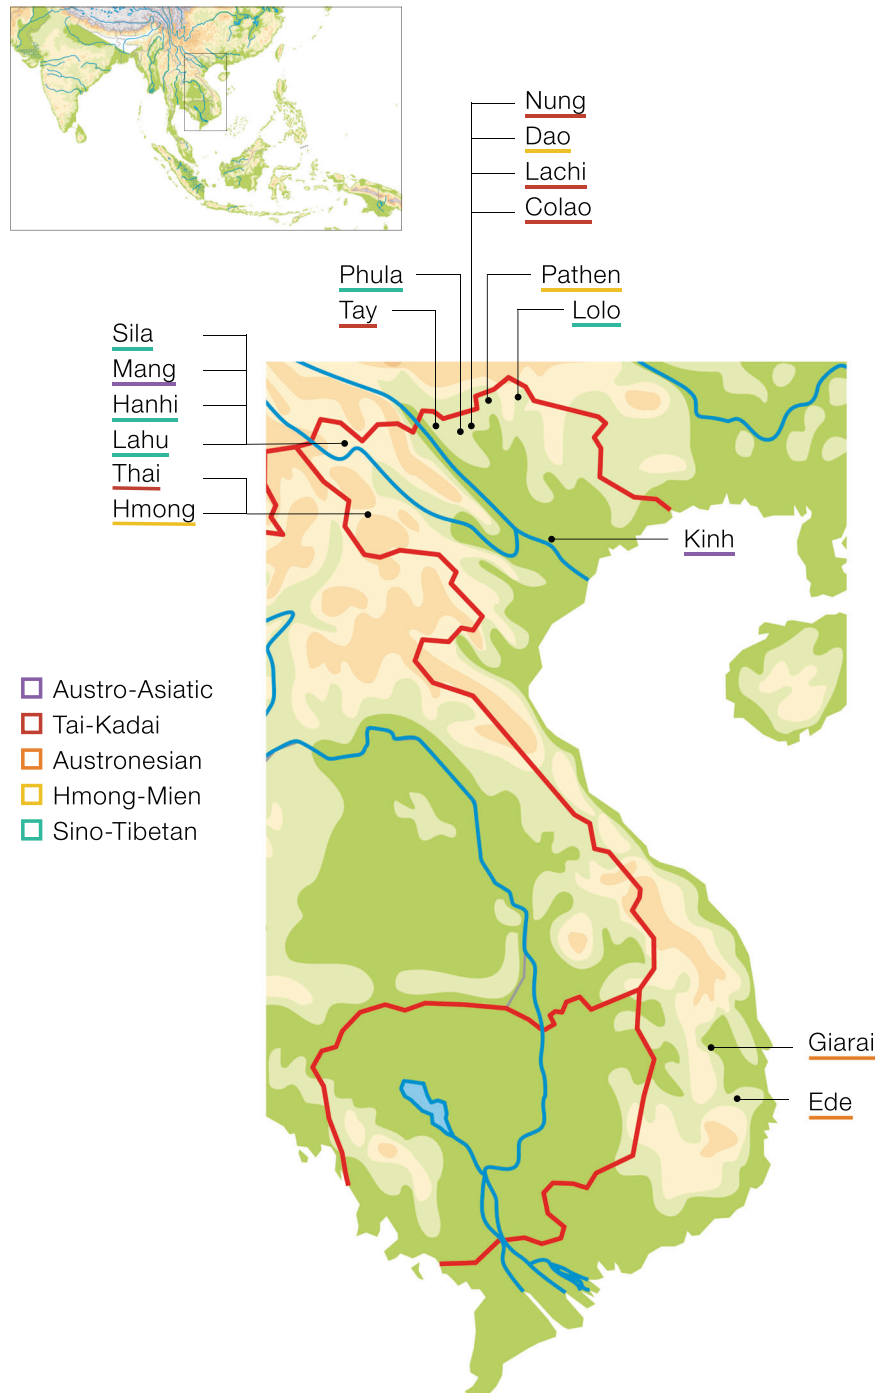 Nung
Dao
Lachi
Colao
Phula
Pathen
Tay
Lolo
Sila
Mang
Hanhi
Lahu
Thai
Hmong
Kinh
Austro-Asiatic
Tai-Kadai
Austronesian
Hmong-Mien
Sino-Tibetan
Giarai
Ede